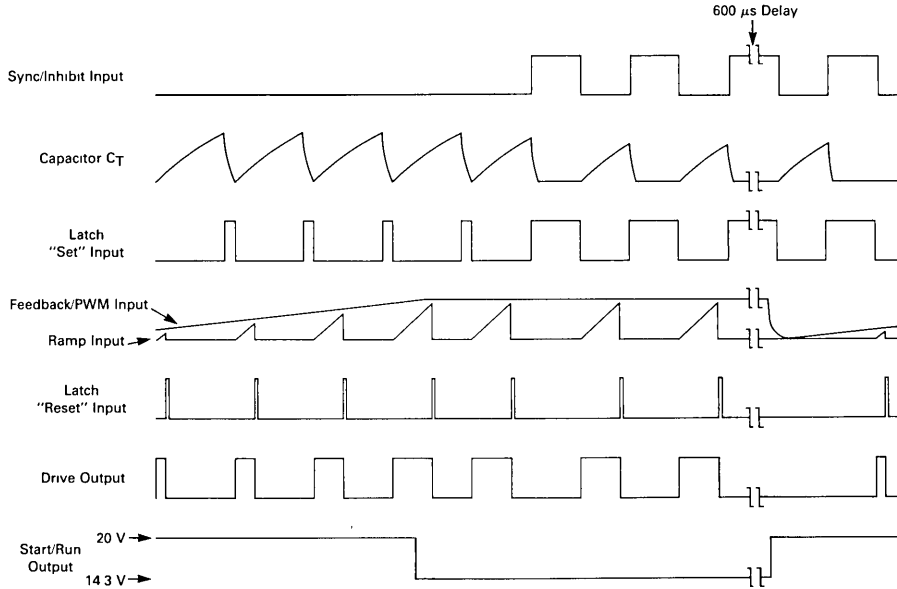 600 µs Delay
Sync/Inhibit Input
Capacitor CT
Latch
"Set" Input
Feedback/PWM Input
Ramp Input
Latch
"Reset" Input
Drive Output
20 V
Start/Run
Output
14 3 V